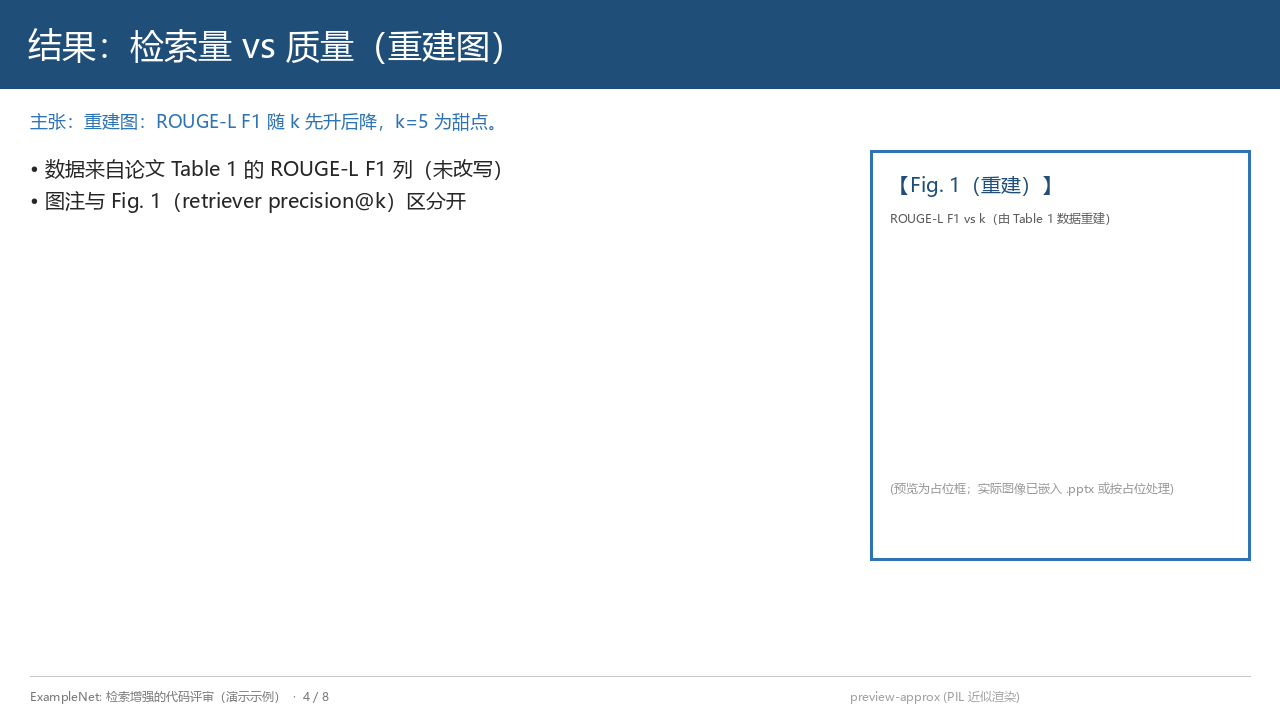 结果：检索量 vs 质量（重建图）
主张：重建图：ROUGE-L F1 随 k 先升后降，k=5 为甜点。
• 数据来自论文 Table 1 的 ROUGE-L F1 列（未改写）
• 图注与 Fig. 1（retriever precision@k）区分开
【Fig. 1（重建）】
ROUGE-L F1 vs k（由 Table 1 数据重建）
(预览为占位框；实际图像已嵌入 .pptx 或按占位处理)
ExampleNet: 检索增强的代码评审（演示示例） · 4 / 8
preview-approx (PIL 近似渲染)